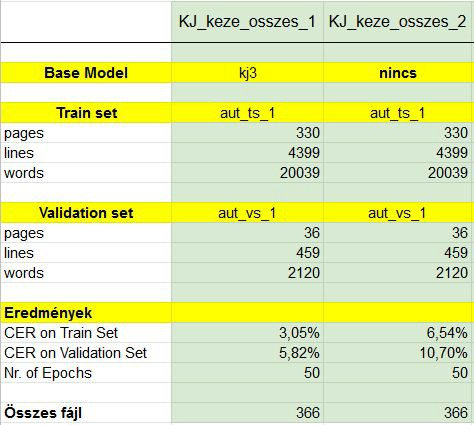 KJ_keze_osszes_1 KJ_keze_osszes_2
Base Model kj3 nincs
Train set aut_ts_1 aut_ts_1
pages 330 330
lines 4399 4399
words 20039 20039
Validation set aut_vs_1 aut_vs_1
pages 36 36
lines 459 459
words 2120 2120
Eredmények
CER on Train Set 3,05% 6,54%
CER on Validation Set 5,82% 10,70%
Nr. of Epochs 50 50
Összes fájl 366 366